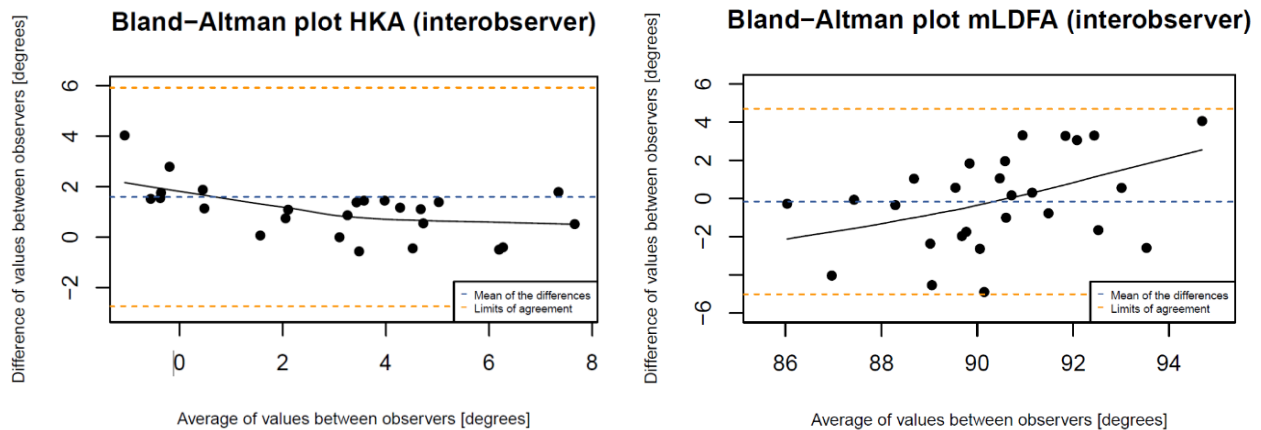 Bland−Altman plot HKA (interobserver)
Difference of values between observers [degrees]
6
4
2
0
−2
0 2 4 6 8
Mean of the differences
Limits of agreement
Average of values between observers [degrees]
Bland−Altman plot mLDFA (interobserver)
Difference of values between observers [degrees]
6
4
2
0
−2
−6
86 88 90 92 94
Mean of the differences
Limits of agreement
Average of values between observers [degrees]